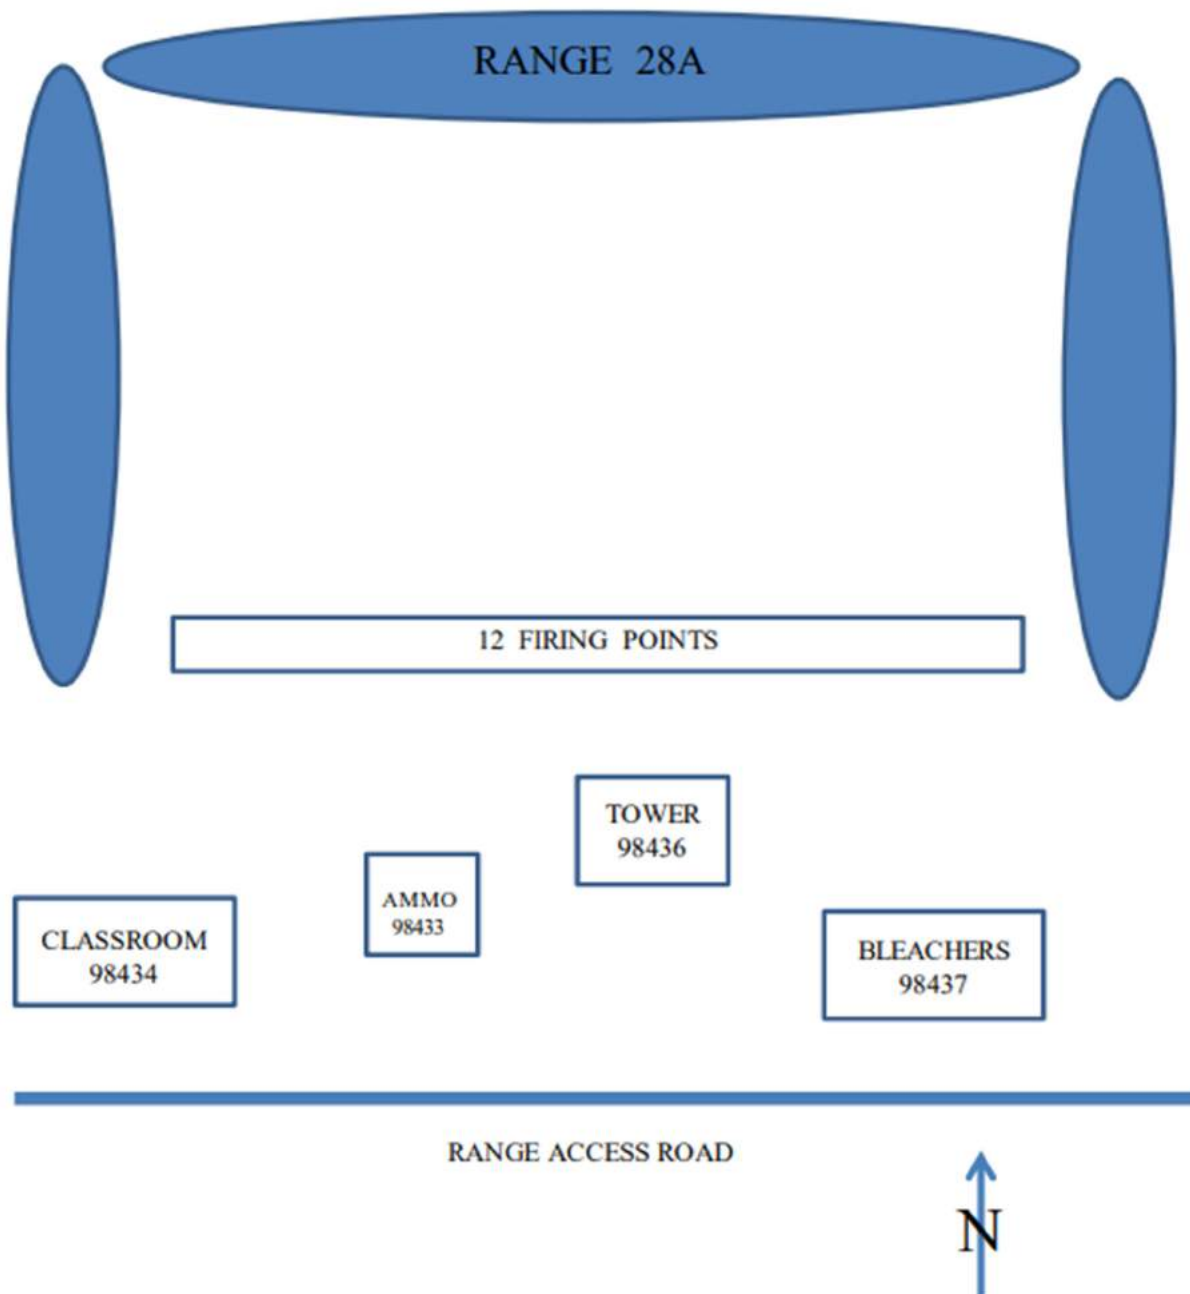 RANGE 28A
12 FIRING POINTS
TOWER
98436
AMMO
98433
CLASSROOM
98434
BLEACHERS
98437
RANGE ACCESS ROAD
N